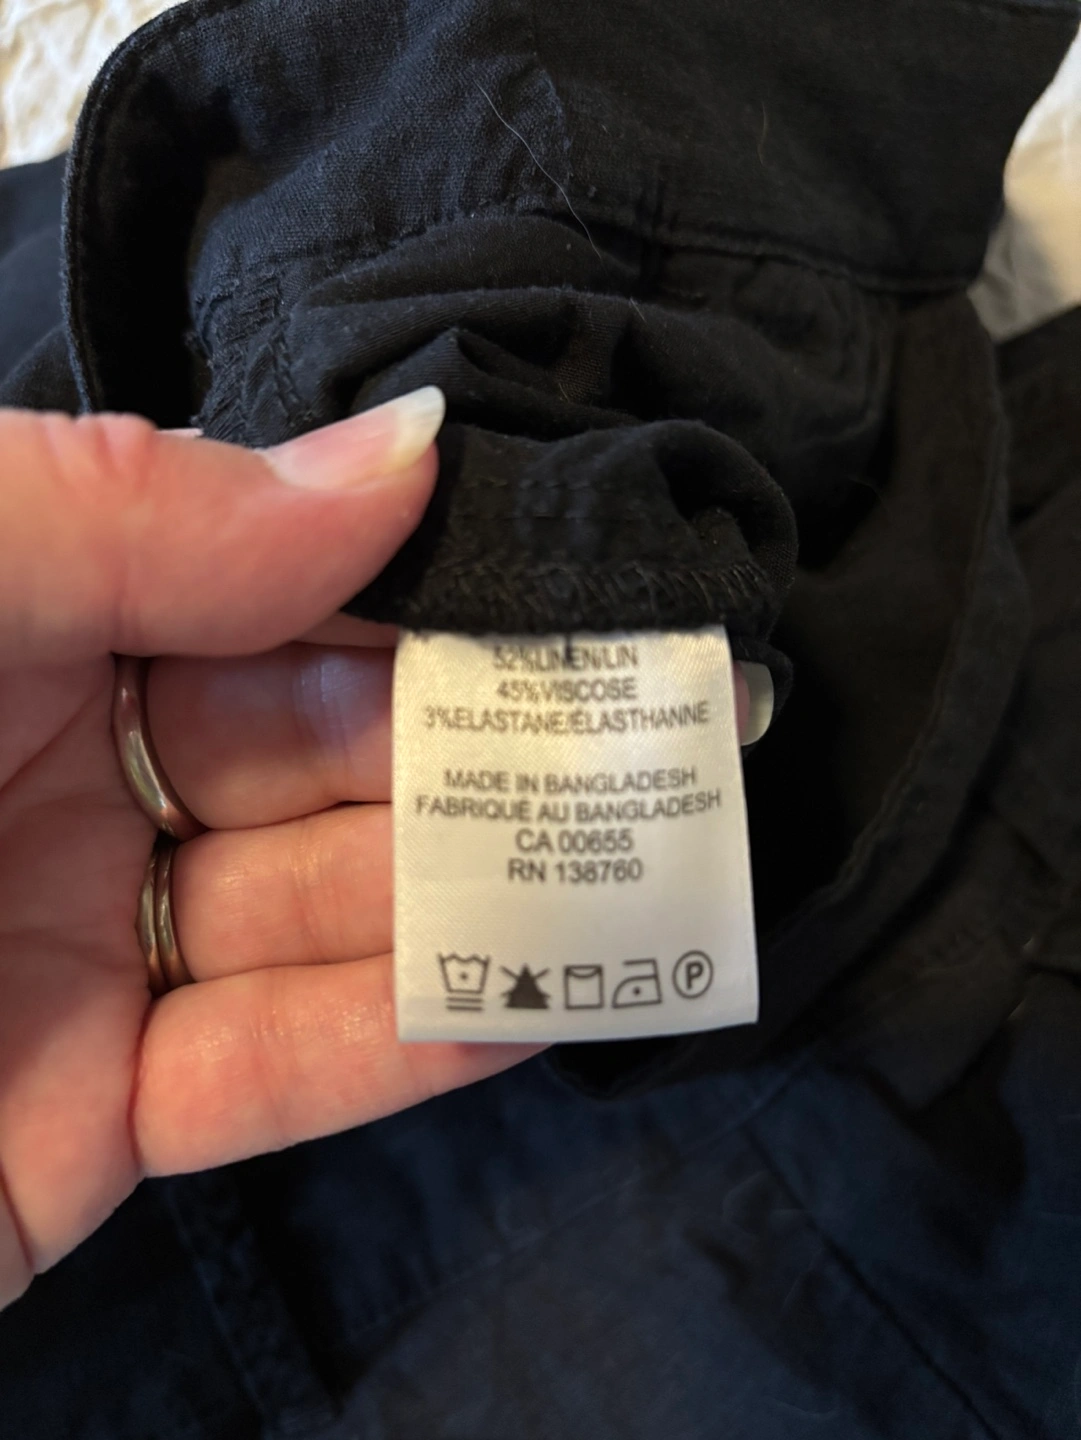 52%LINEN/LIN
45%VISCOSE
3%ELASTANE/ÉLASTHANNE
MADE IN BANGLADESH
FABRIQUÉ AU BANGLADESH
CA 00655
RN 138760
P